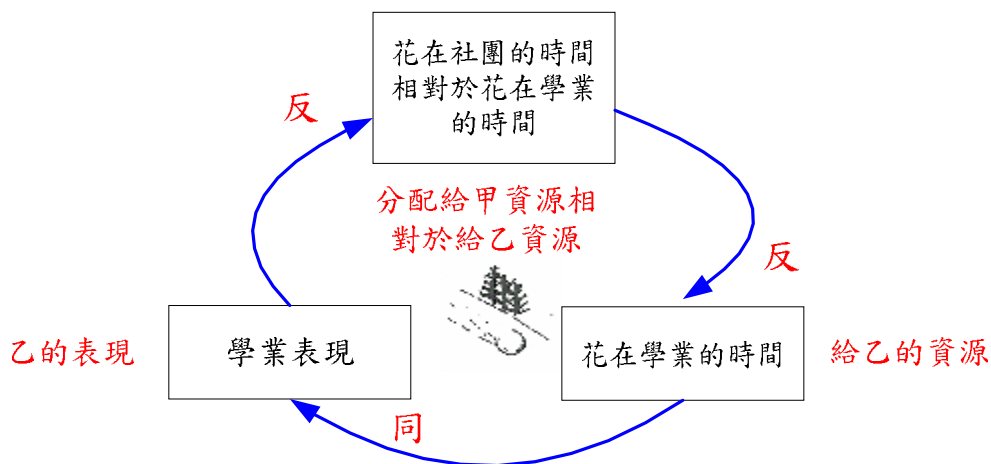 花在社團的時間
相對於花在學業
的時間
反
分配給甲資源相
對於給乙資源
反
乙的表現
學業表現
花在學業的時間
給乙的資源
同